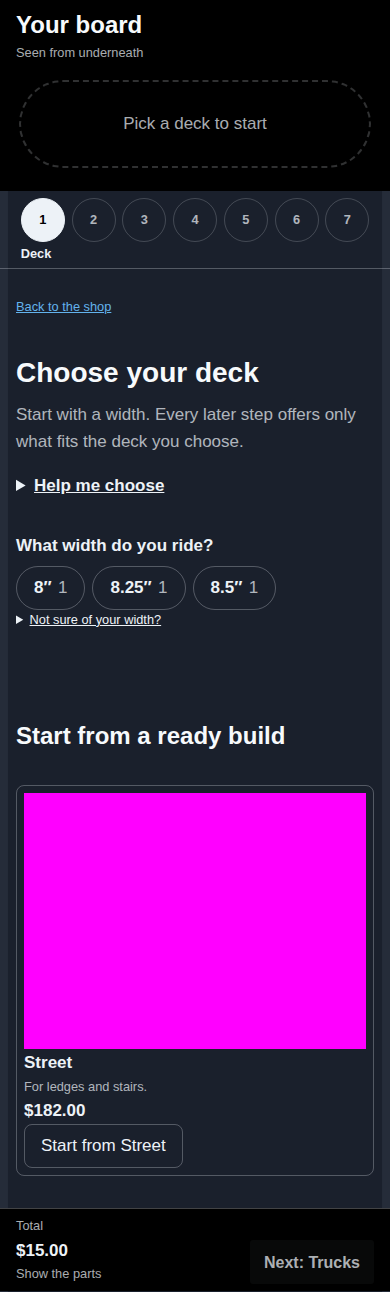 Your board
Seen from underneath
Pick a deck to start
1 2 3 4 5 6 7
Deck
Back to the shop
Choose your deck
Start with a width. Every later step offers only
what fits the deck you choose.
Help me choose
What width do you ride?
8″ 1 8.25″ 1 8.5″ 1
Not sure of your width?
Start from a ready build
Street
For ledges and stairs.
$182.00
Start from Street
Total
$15.00
Show the parts
Next: Trucks